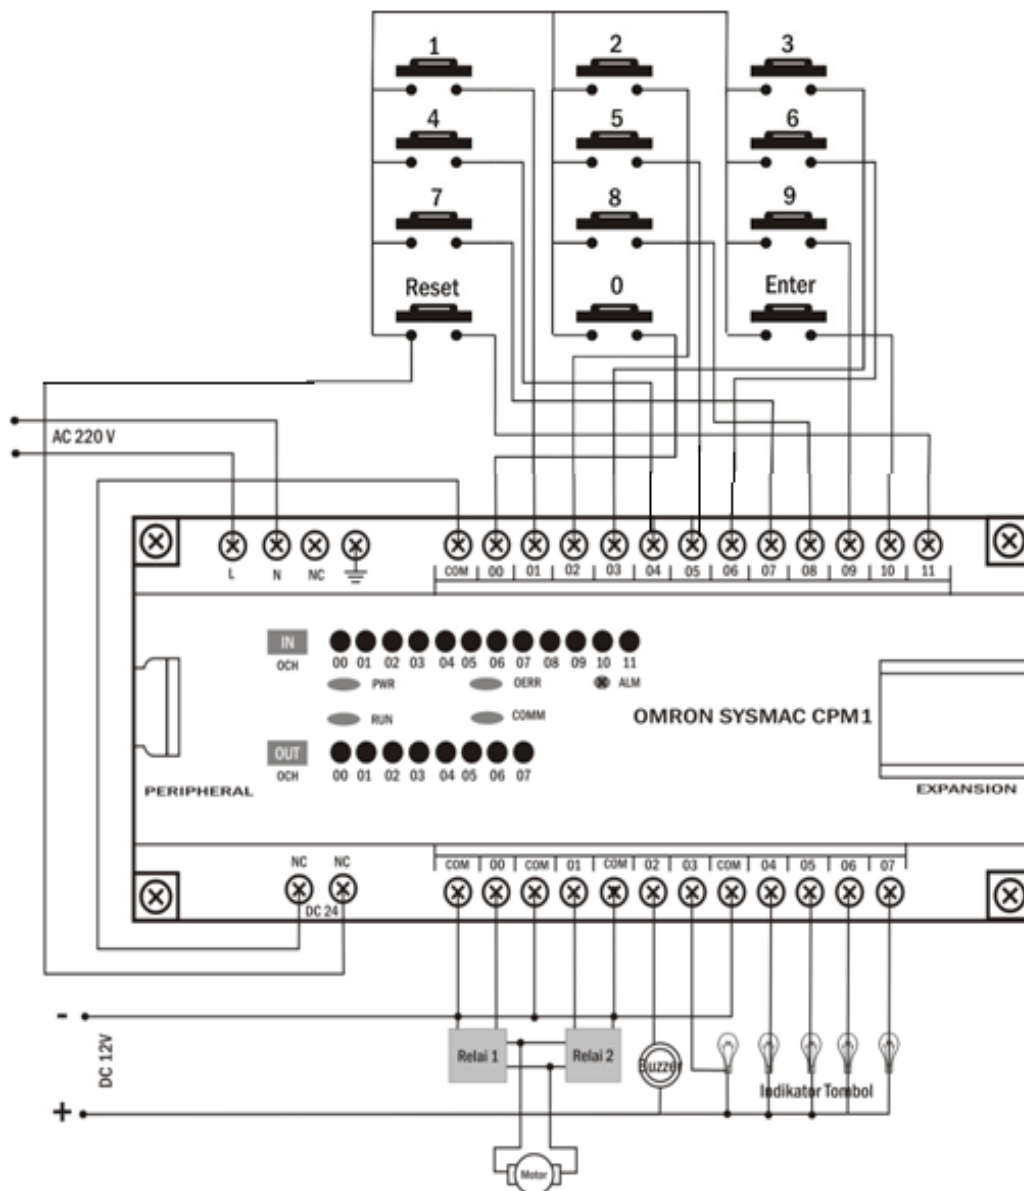 1 2 3
4 5 6
7 8 9
Reset 0 Enter
AC 220 V
L N NC COM 00 01 02 03 04 05 06 07 08 09 10 11
IN
OCH
00 01 02 03 04 05 06 07 08 09 10 11
PWR OERR ALM
RUN COMM
OMRON SYSMAC CPM1
OUT
OCH
00 01 02 03 04 05 06 07
PERIPHERAL
EXPANSION
NC NC COM 00 COM 01 COM 02 03 COM 04 05 06 07
DC 24
-
DC 12V
+
Relai 1 Relai 2 Buzzer
Indikator Tombol
Motor